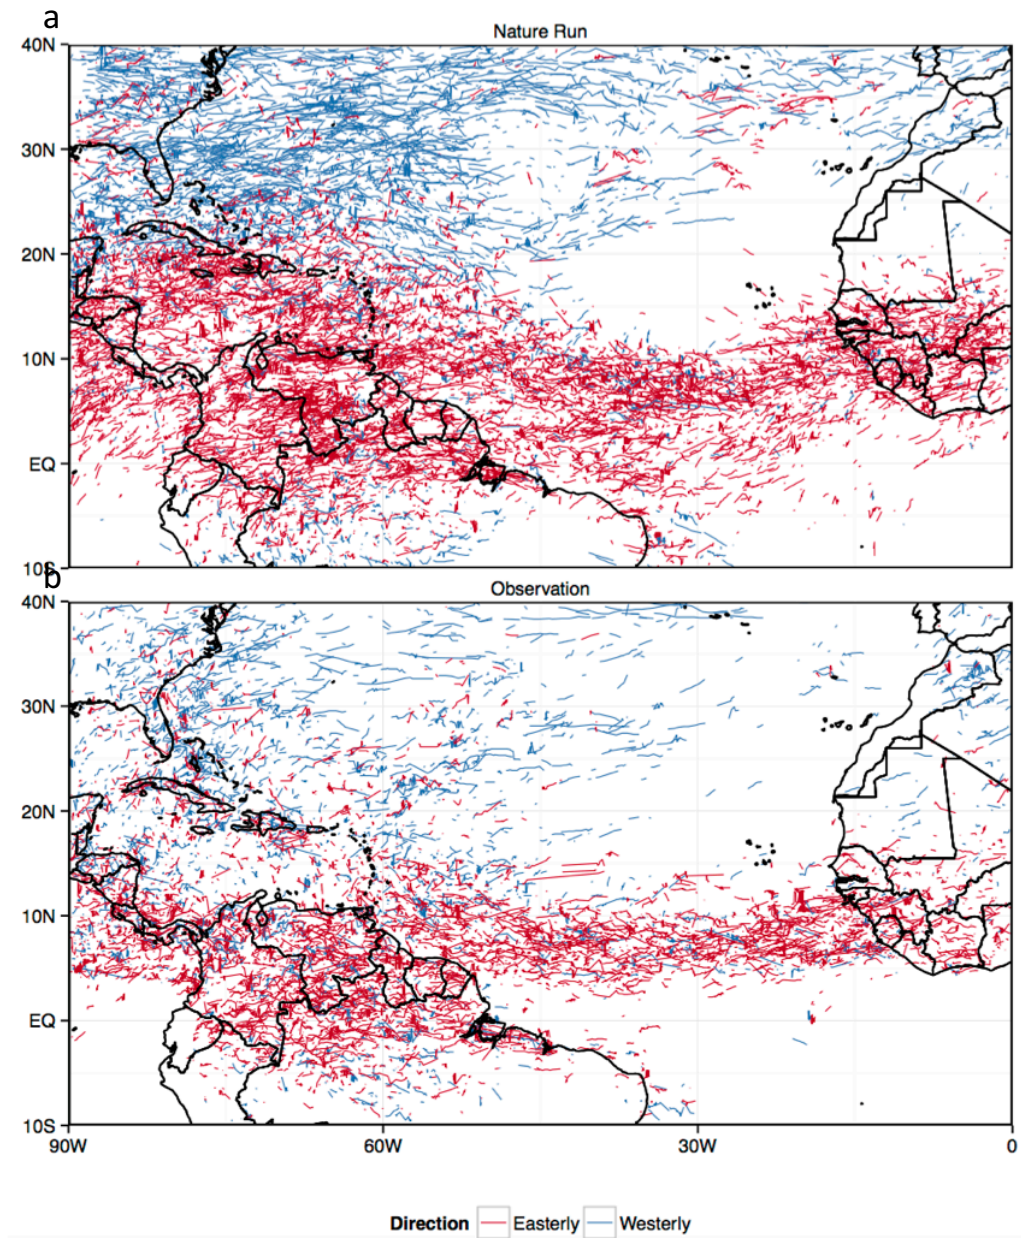 a
Nature Run
40N
30N
20N
10N
EQ
10S
b
Observation
40N
30N
20N
10N
EQ
10S
90W 60W 30W 0
Direction Easterly Westerly